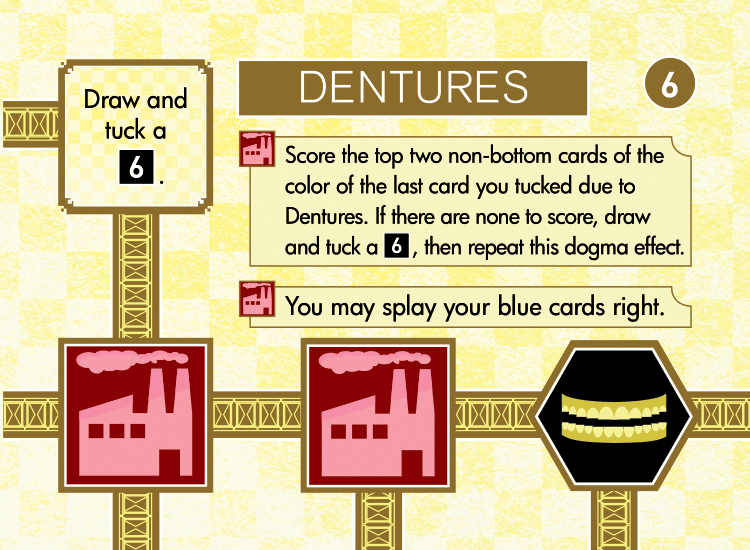 Draw and
tuck a
6 .
DENTURES
6
Score the top two non-bottom cards of the
color of the last card you tucked due to
Dentures. If there are none to score, draw
and tuck a 6 , then repeat this dogma effect.
You may splay your blue cards right.